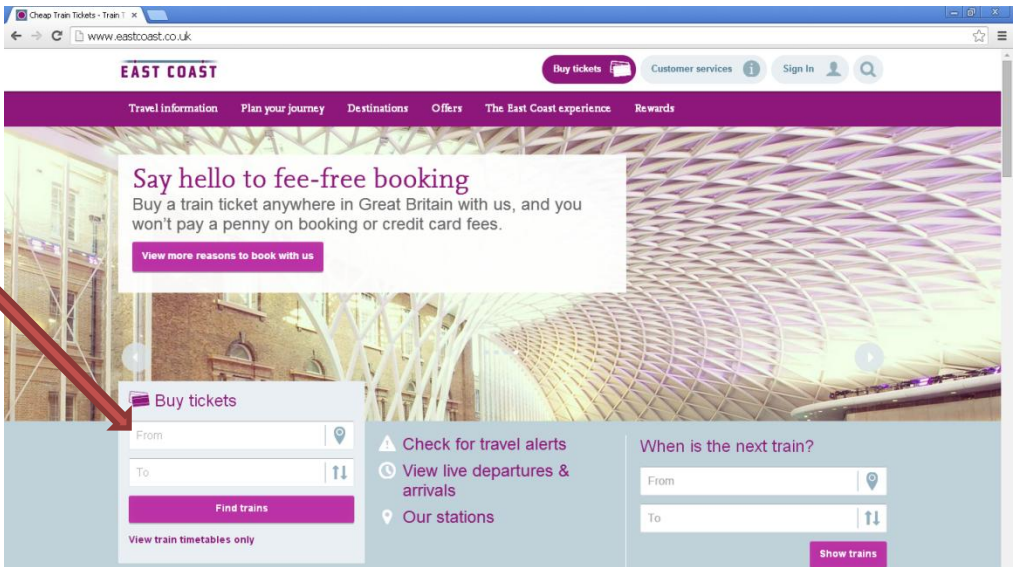 Cheap Train Tickets - Train T
www.eastcoast.co.uk
EAST COAST
Buy tickets
Customer services
Sign In
Travel information
Plan your journey
Destinations
Offers
The East Coast experience
Rewards
Say hello to fee-free booking
Buy a train ticket anywhere in Great Britain with us, and you
won't pay a penny on booking or credit card fees.
View more reasons to book with us
Buy tickets
From
To
Find trains
View train timetables only
Check for travel alerts
View live departures &
arrivals
Our stations
When is the next train?
From
To
Show trains